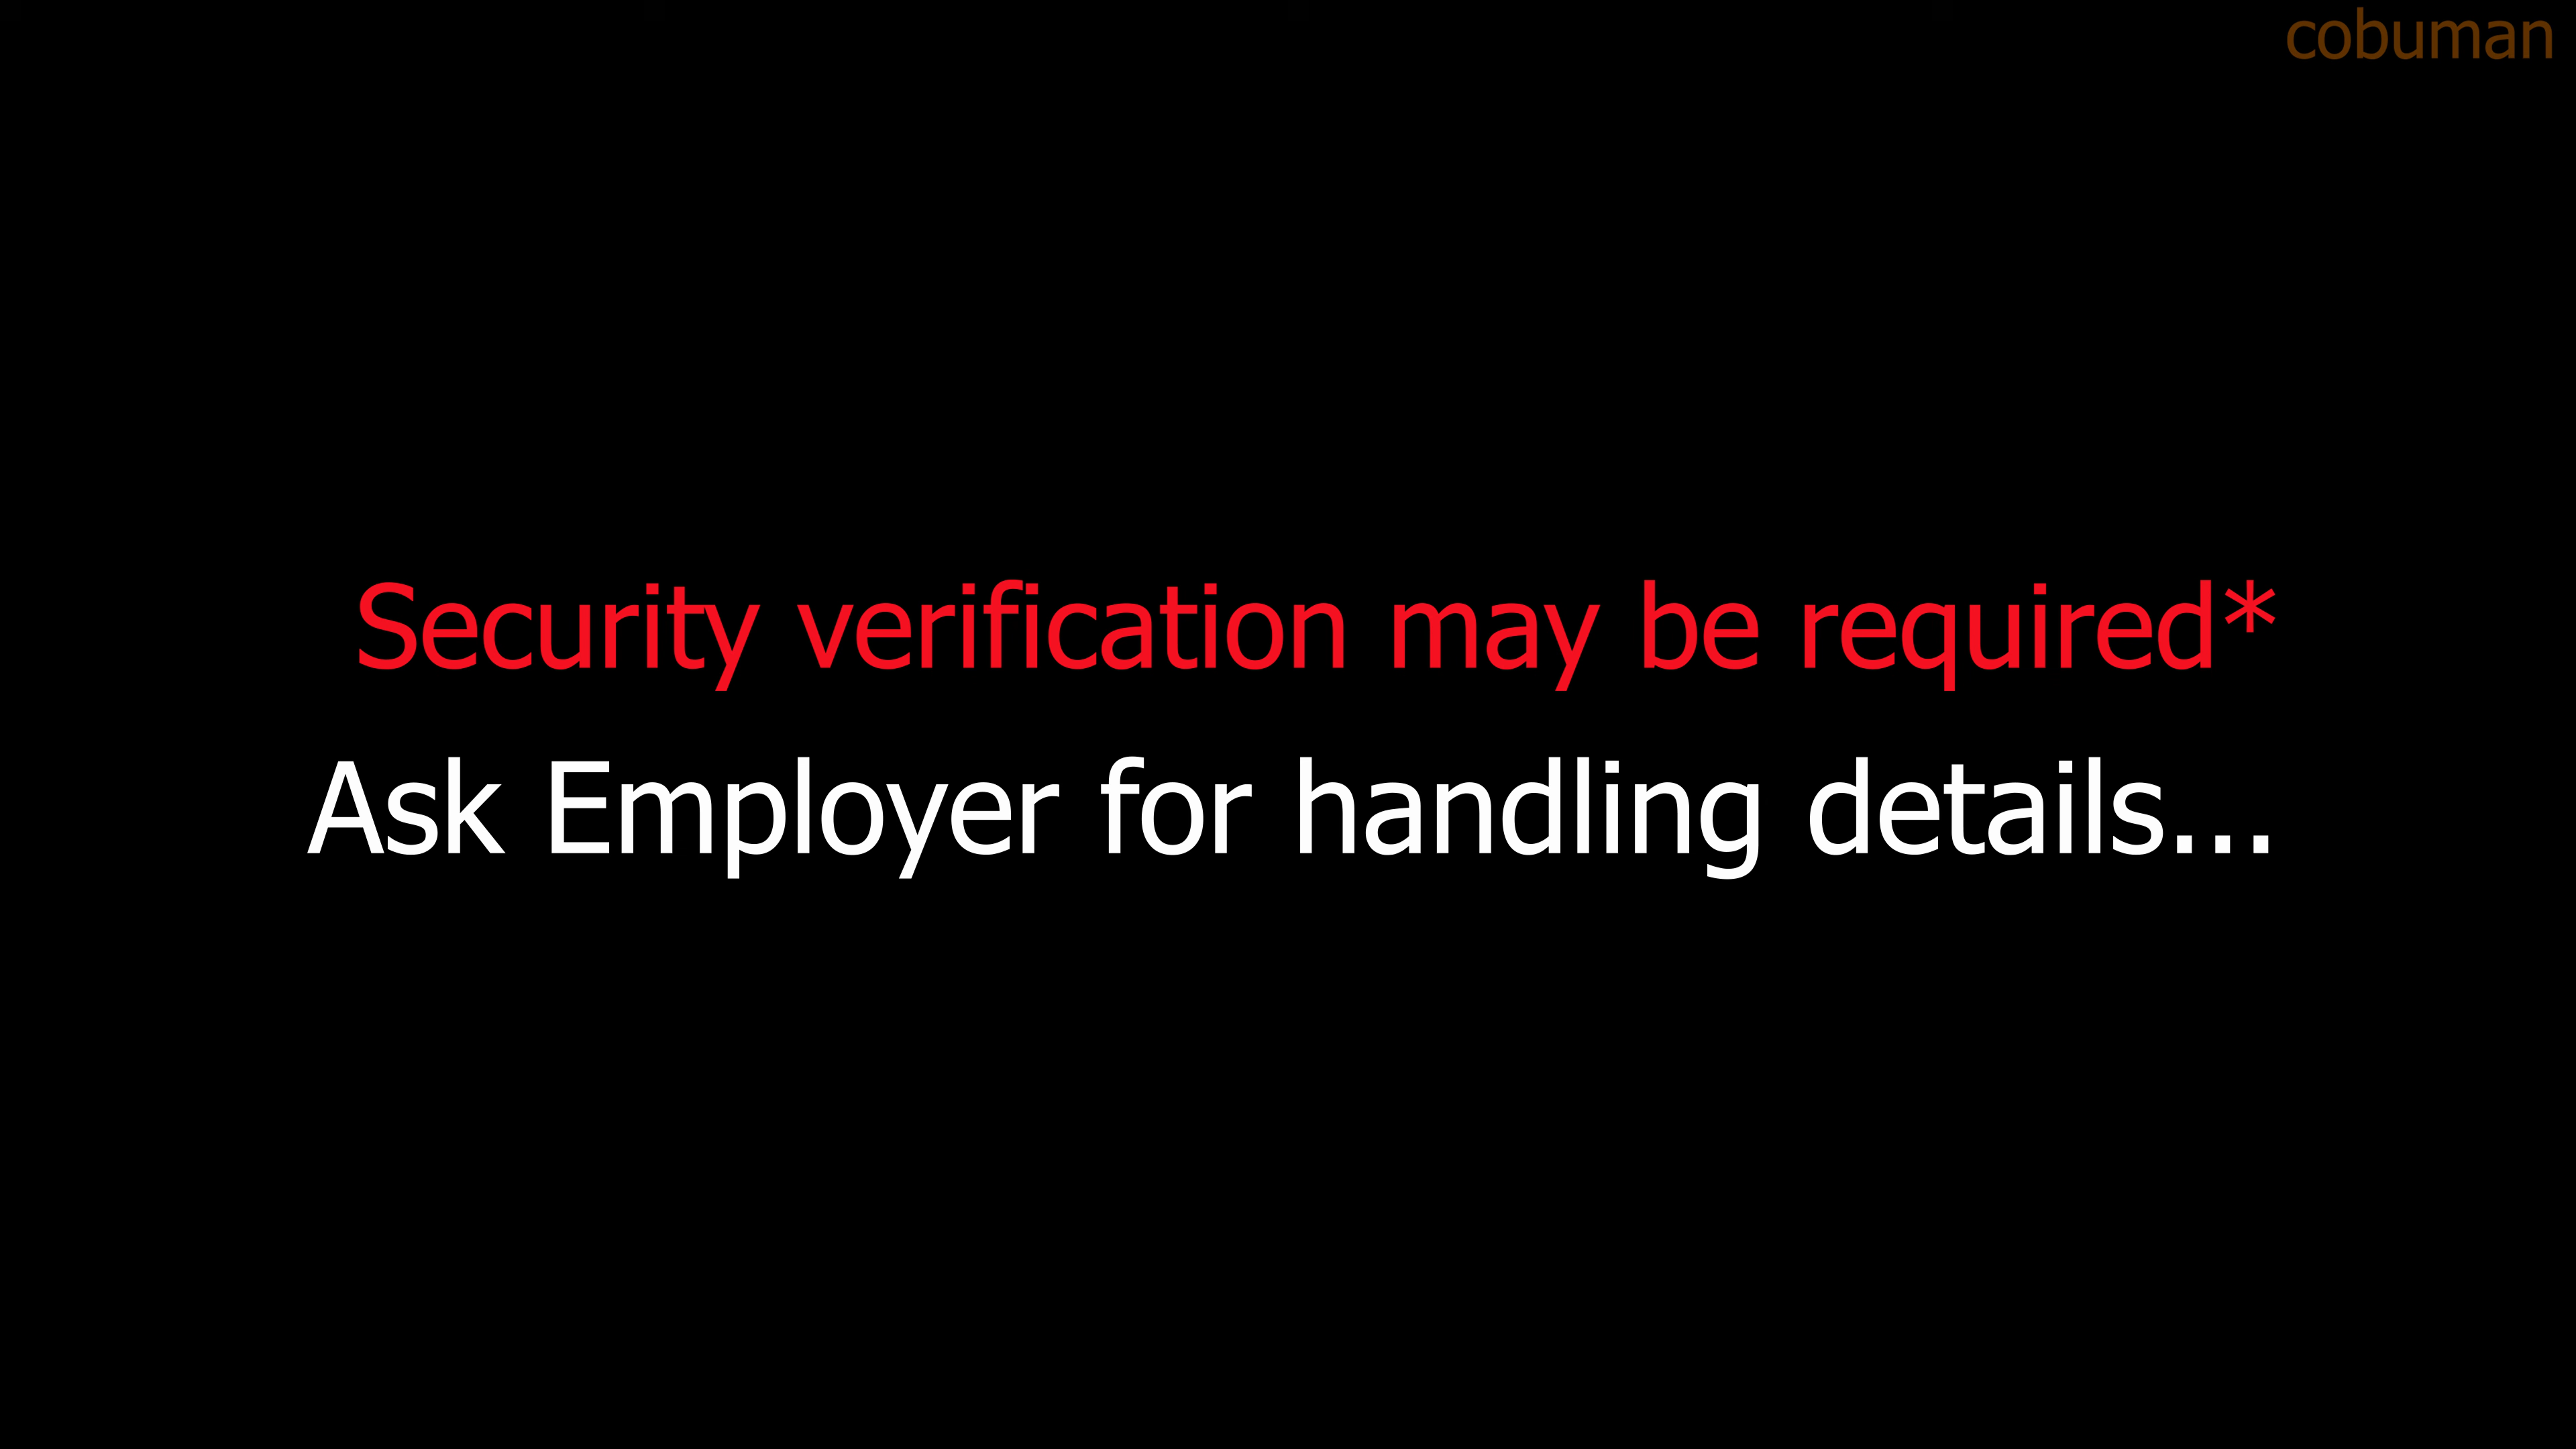 cobuman
Security verification may be required*
Ask Employer for handling details...